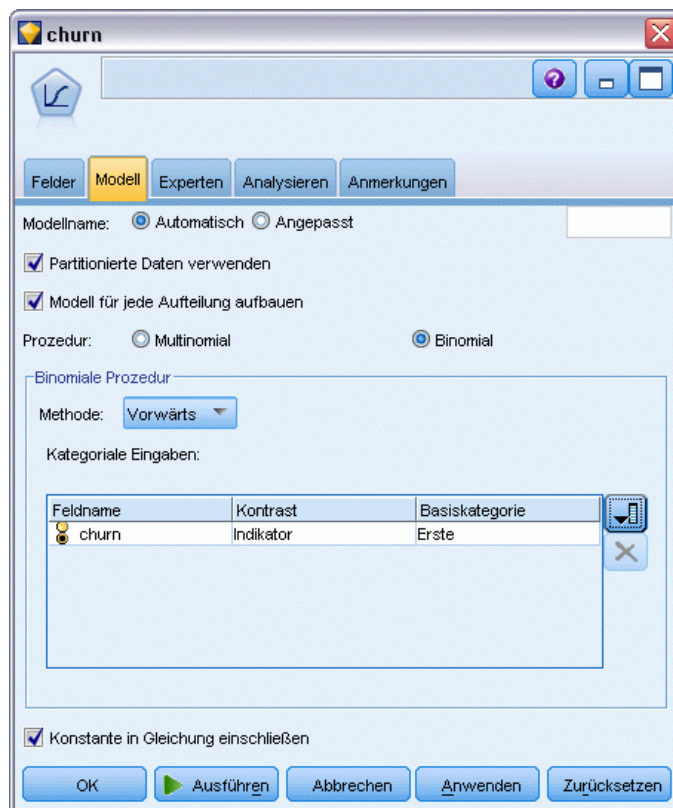 churn
Felder Modell Experten Analysieren Anmerkungen
Modellname: Automatisch Angepasst
Partitionierte Daten verwenden
Modell für jede Aufteilung aufbauen
Prozedur: Multinomial Binomial
Binomiale Prozedur
Methode: Vorwärts
Kategoriale Eingaben:
Feldname Kontrast Basiskategorie
churn Indikator Erste
Konstante in Gleichung einschließen
OK Ausführen Abbrechen Anwenden Zurücksetzen